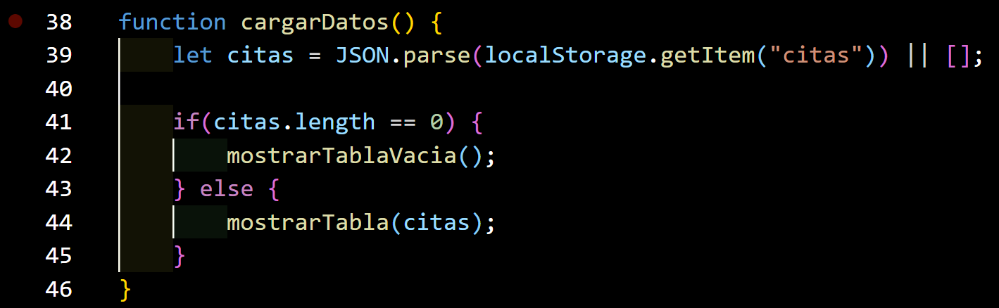 38 function cargarDatos() {
39     let citas = JSON.parse(localStorage.getItem("citas")) || [];
40
41     if(citas.length == 0) {
42         mostrarTablaVacia();
43     } else {
44         mostrarTabla(citas);
45     }
46 }